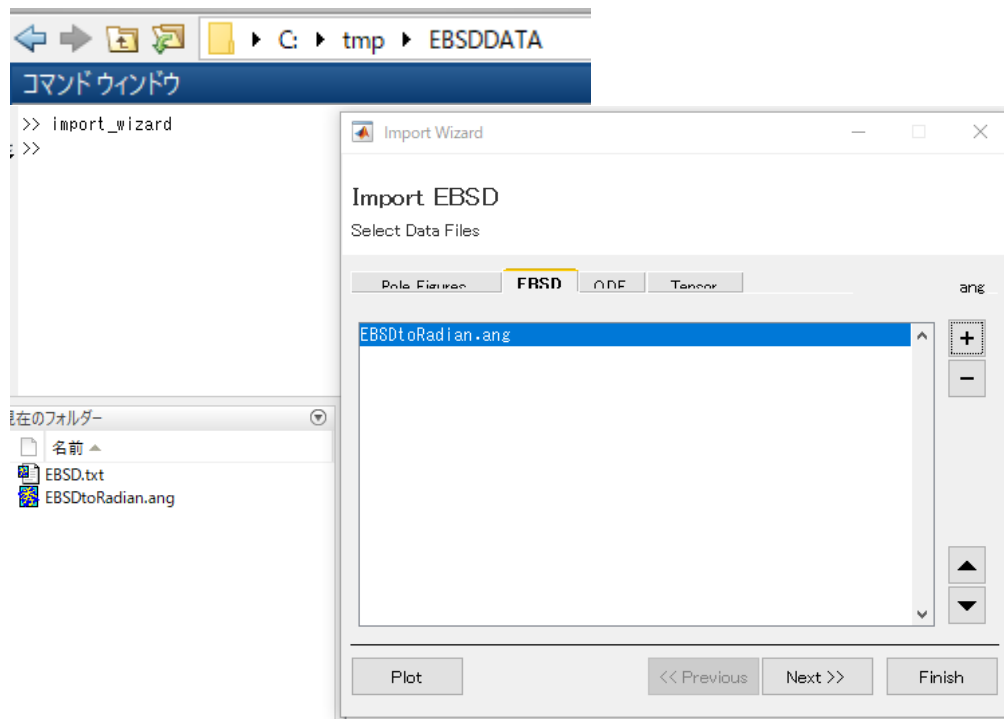 C: tmp EBSDDATA
コマンド ウィンドウ
>> import_wizard
>>
Import Wizard
Import EBSD
Select Data Files
Pole Figures EBSD ODF Tensor
ang
EBSDtoRadian.ang
+
-
在のフォルダー
名前
EBSD.txt
EBSDtoRadian.ang
Plot << Previous Next >> Finish